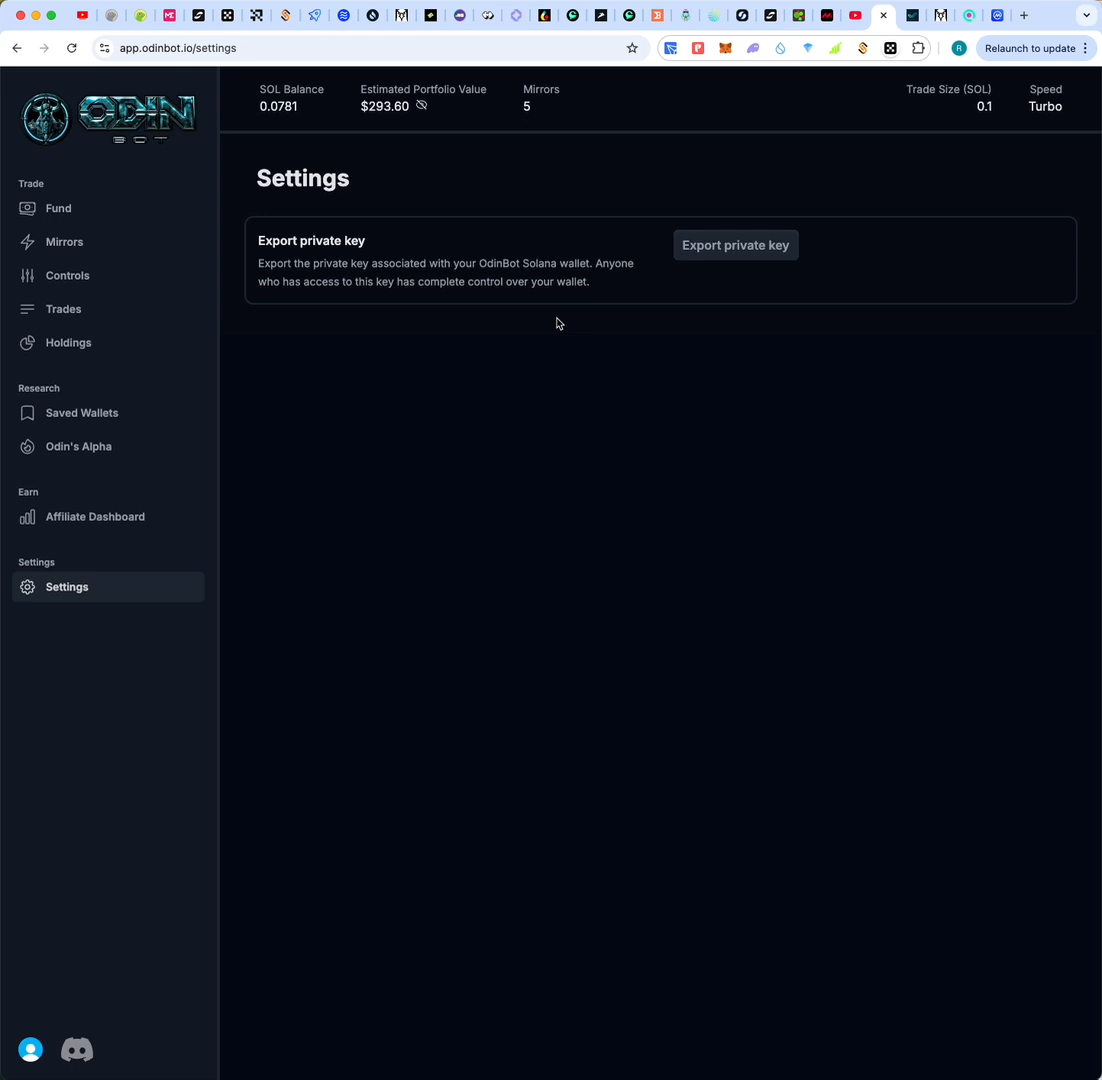 app.odinbot.io/settings
R
Relaunch to update
ODIN
BOT
SOL Balance
0.0781
Estimated Portfolio Value
$293.60
Mirrors
5
Trade Size (SOL)
0.1
Speed
Turbo
Trade
Fund
Mirrors
Controls
Trades
Holdings
Research
Saved Wallets
Odin's Alpha
Earn
Affiliate Dashboard
Settings
Settings
Settings
Export private key
Export the private key associated with your OdinBot Solana wallet. Anyone
who has access to this key has complete control over your wallet.
Export private key